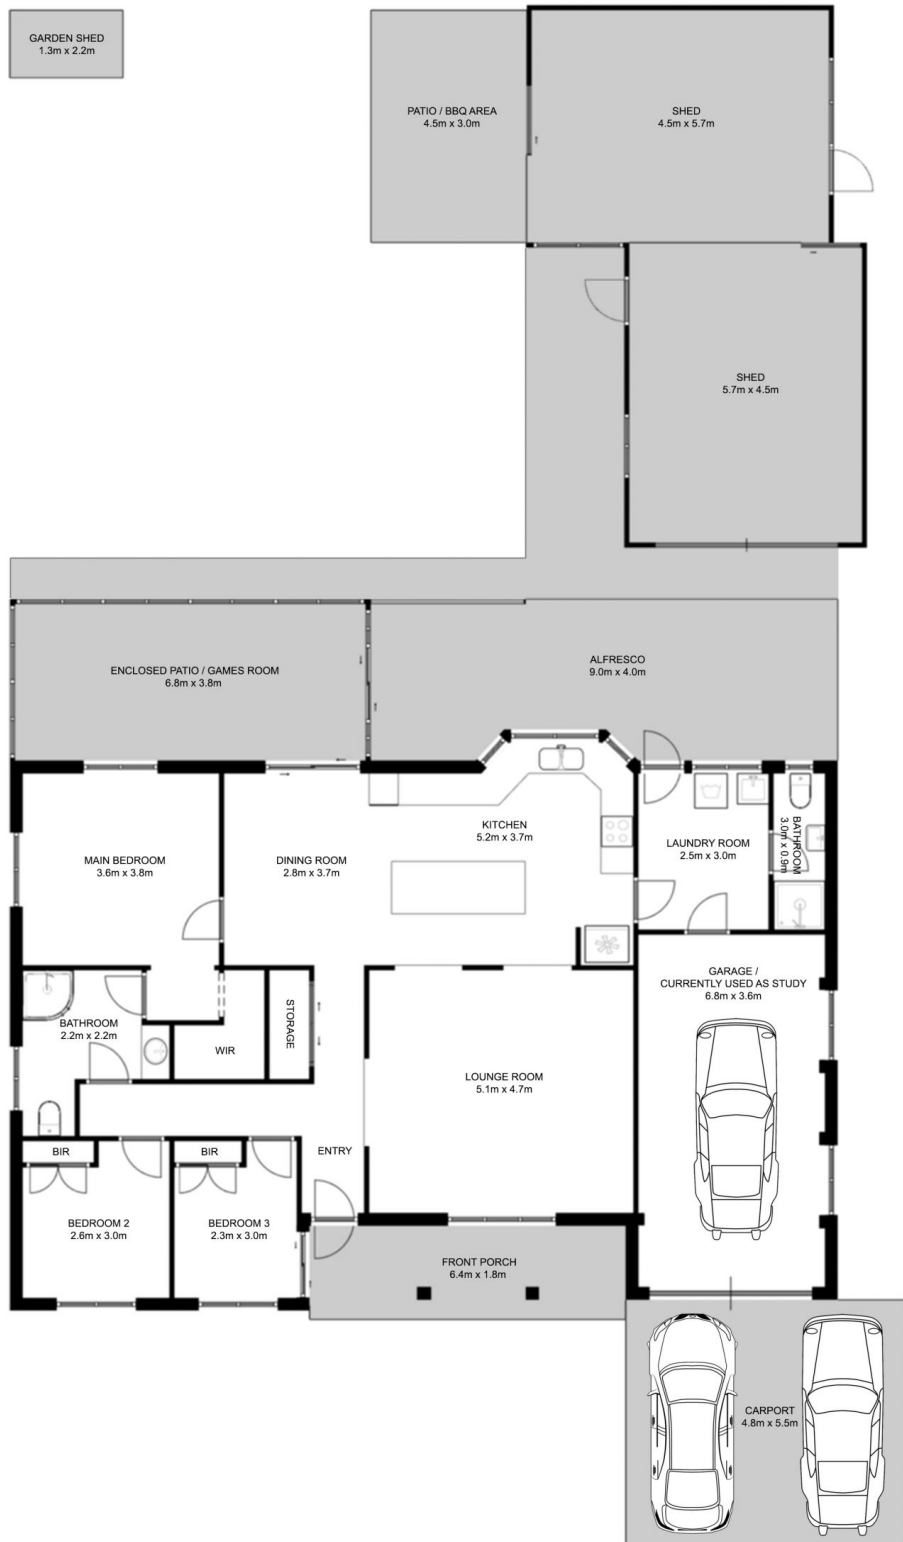 GARDEN SHED
1.3m x 2.2m
PATIO / BBQ AREA
4.5m x 3.0m
SHED
4.5m x 5.7m
SHED
5.7m x 4.5m
ENCLOSED PATIO / GAMES ROOM
6.8m x 3.8m
ALFRESCO
9.0m x 4.0m
MAIN BEDROOM
3.6m x 3.8m
DINING ROOM
2.8m x 3.7m
KITCHEN
5.2m x 3.7m
LAUNDRY ROOM
2.5m x 3.0m
BATHROOM
3.0m x 0.9m
GARAGE /
CURRENTLY USED AS STUDY
6.8m x 3.6m
BATHROOM
2.2m x 2.2m
WIR
STORAGE
LOUNGE ROOM
5.1m x 4.7m
BIR
BIR
ENTRY
BEDROOM 2
2.6m x 3.0m
BEDROOM 3
2.3m x 3.0m
FRONT PORCH
6.4m x 1.8m
CARPORT
4.8m x 5.5m